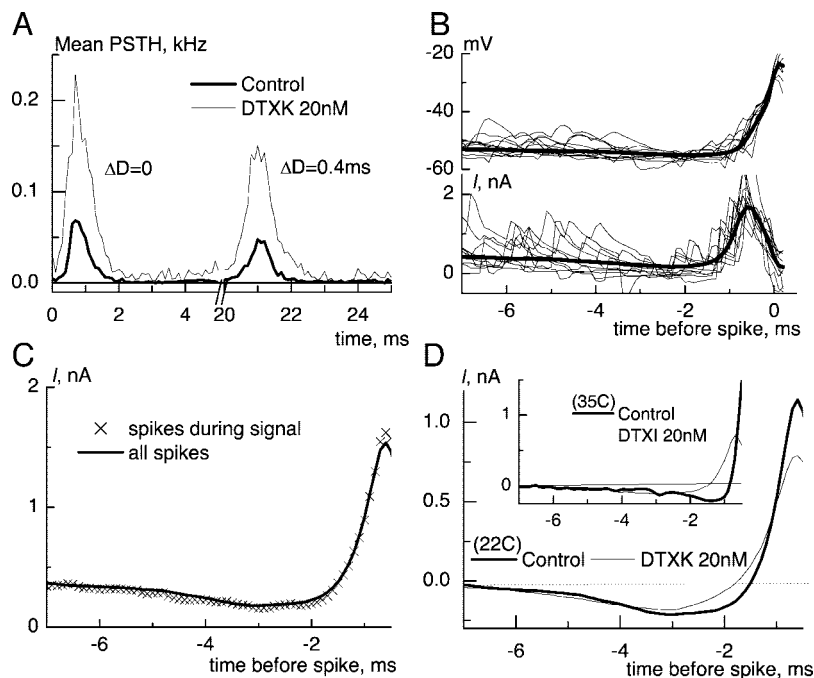 A
Mean PSTH, kHz
0.2
0.1
0.0
Control
DTXK 20nM
ΔD=0
ΔD=0.4ms
0 2 4 20 22 24
time, ms
B
mV
-20
-40
-60
I, nA
2
0
-6 -4 -2 0
time before spike, ms
C
I, nA
2
1
0
× spikes during signal
all spikes
-6 -4 -2
time before spike, ms
D
I, nA
1.0
0.5
0.0
1
0
(35C)
Control
DTXI 20nM
-6 -4 -2
(22C)
Control
DTXK 20nM
-6 -4 -2
time before spike, ms